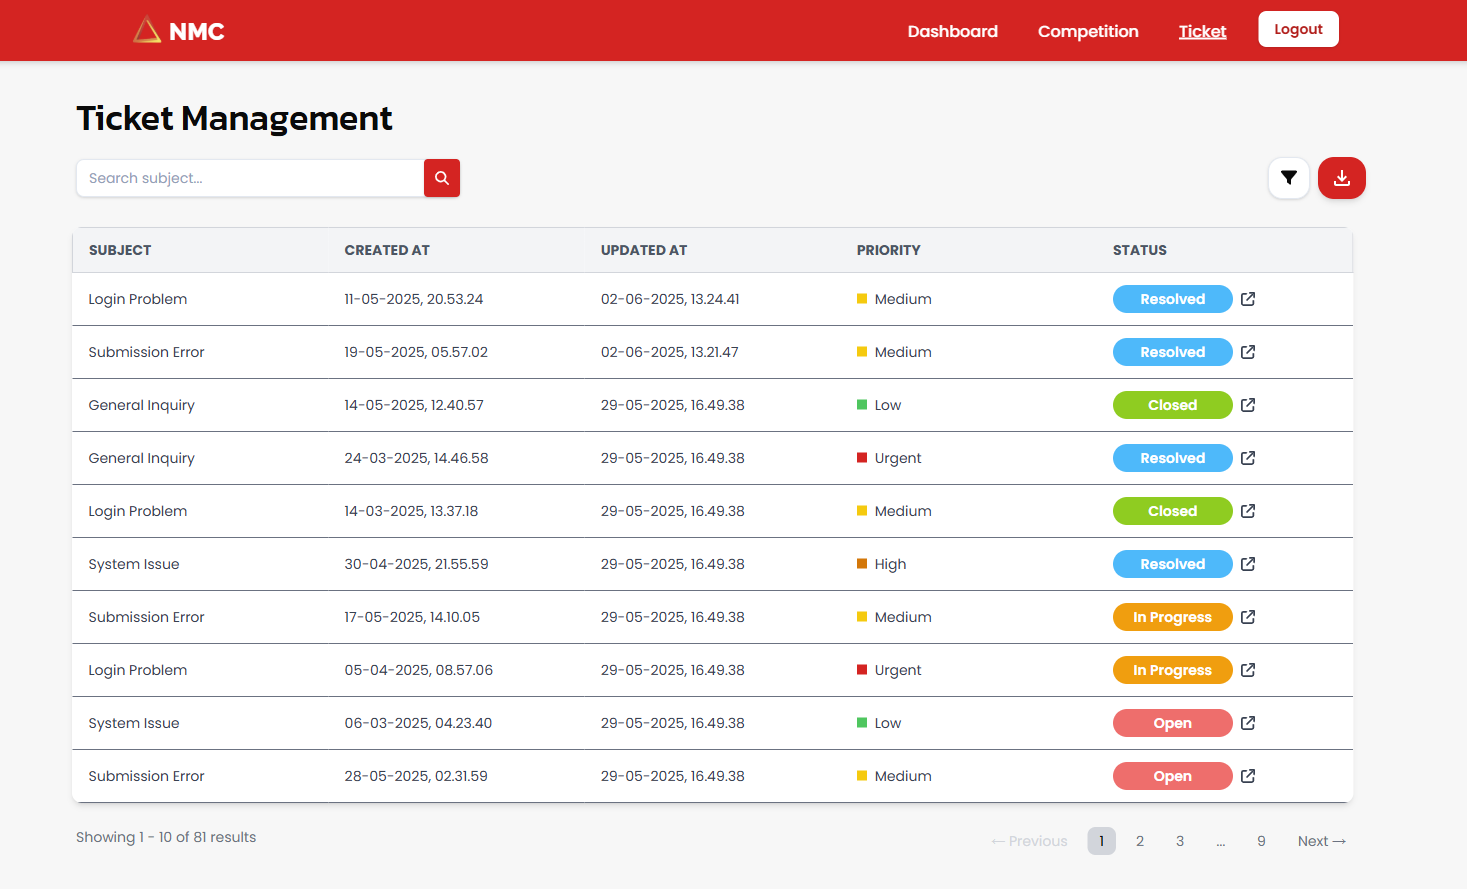 NMC
Dashboard Competition Ticket Logout
Ticket Management
Search subject...
SUBJECT CREATED AT UPDATED AT PRIORITY STATUS
Login Problem 11-05-2025, 20.53.24 02-06-2025, 13.24.41 Medium Resolved
Submission Error 19-05-2025, 05.57.02 02-06-2025, 13.21.47 Medium Resolved
General Inquiry 14-05-2025, 12.40.57 29-05-2025, 16.49.38 Low Closed
General Inquiry 24-03-2025, 14.46.58 29-05-2025, 16.49.38 Urgent Resolved
Login Problem 14-03-2025, 13.37.18 29-05-2025, 16.49.38 Medium Closed
System Issue 30-04-2025, 21.55.59 29-05-2025, 16.49.38 High Resolved
Submission Error 17-05-2025, 14.10.05 29-05-2025, 16.49.38 Medium In Progress
Login Problem 05-04-2025, 08.57.06 29-05-2025, 16.49.38 Urgent In Progress
System Issue 06-03-2025, 04.23.40 29-05-2025, 16.49.38 Low Open
Submission Error 28-05-2025, 02.31.59 29-05-2025, 16.49.38 Medium Open
Showing 1 - 10 of 81 results
← Previous 1 2 3 ... 9 Next →